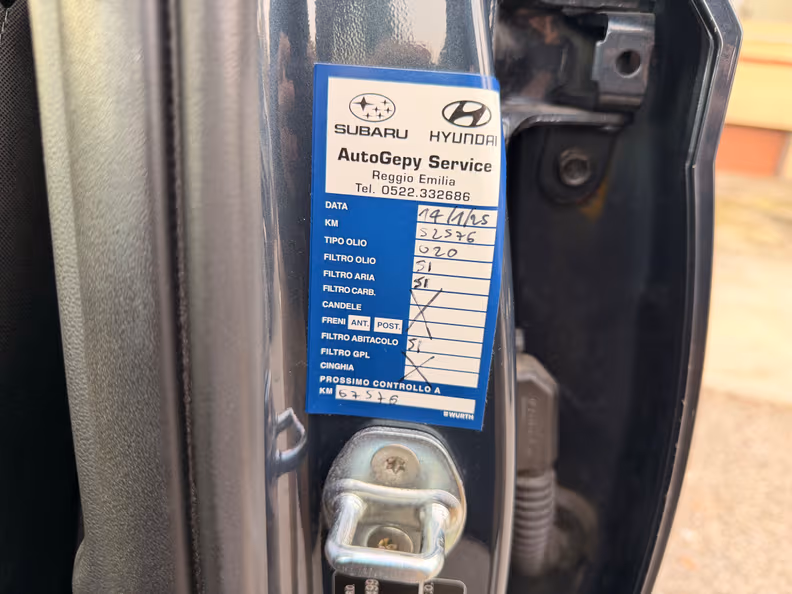 SUBARU HYUNDAI
AutoGepy Service
Reggio Emilia
Tel. 0522.332686
DATA 14/1/25
KM 52576
TIPO OLIO 020
FILTRO OLIO SI
FILTRO ARIA SI
FILTRO CARB.
CANDELE
FRENI ANT. POST.
FILTRO ABITACOLO SI
FILTRO GPL
CINGHIA
PROSSIMO CONTROLLO A
KM 67576
WÜRTH